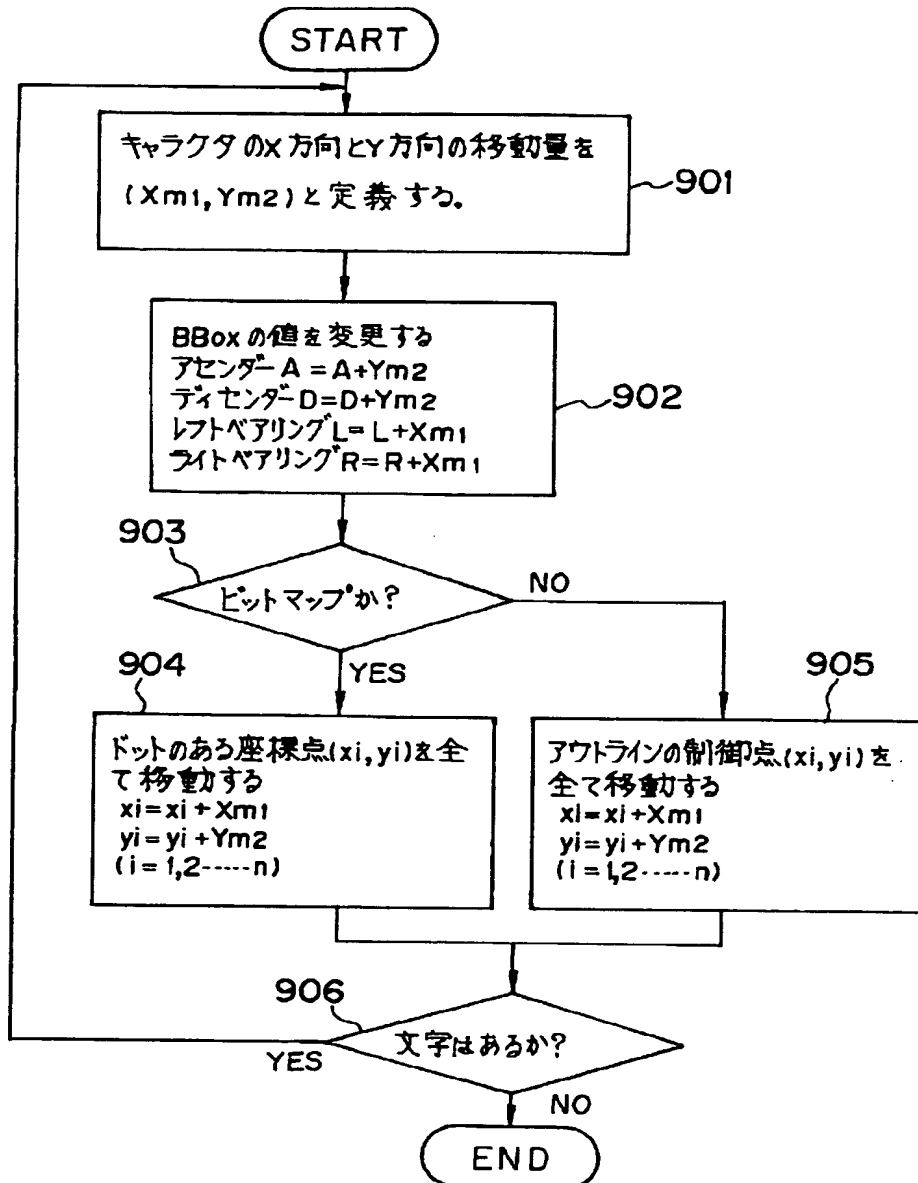 START
キャラクタのX方向とY方向の移動量を
(Xm1,Ym2)と定義する。
901
BBoxの値を変更する
アセンダーA=A+Ym2
ディセンダーD=D+Ym2
レフトベアリングL=L+Xm1
ライトベアリングR=R+Xm1
902
903
ビットマップか?
NO
YES
904
ドットのある座標点(xi,yi)を全
て移動する
xi=xi+Xm1
yi=yi+Ym2
(i=1,2-----n)
905
アウトラインの制御点(xi,yi)を
全て移動する
xi=xi+Xm1
yi=yi+Ym2
(i=1,2-----n)
906
文字はあるか?
YES
NO
END